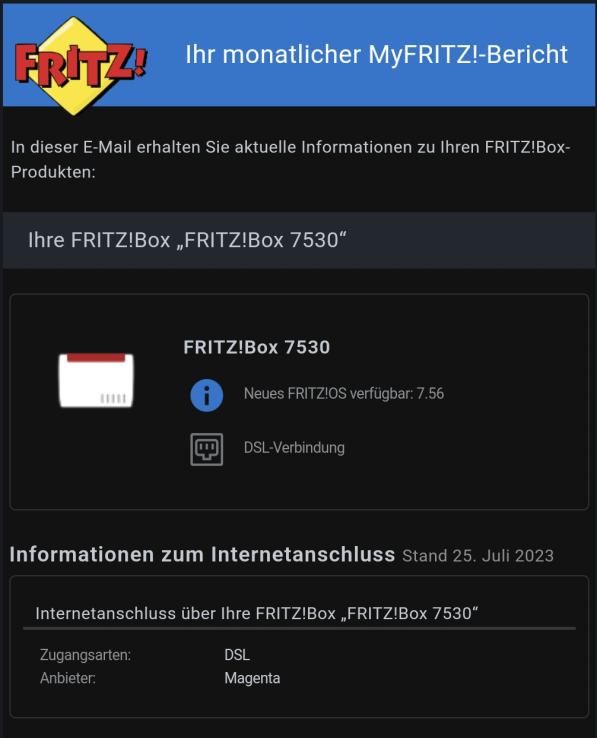 FRITZ!
Ihr monatlicher MyFRITZ!-Bericht
In dieser E-Mail erhalten Sie aktuelle Informationen zu Ihren FRITZ!Box-
Produkten:
Ihre FRITZ!Box „FRITZ!Box 7530“
FRITZ!Box 7530
Neues FRITZ!OS verfügbar: 7.56
DSL-Verbindung
Informationen zum Internetanschluss Stand 25. Juli 2023
Internetanschluss über Ihre FRITZ!Box „FRITZ!Box 7530“
Zugangsarten: DSL
Anbieter: Magenta